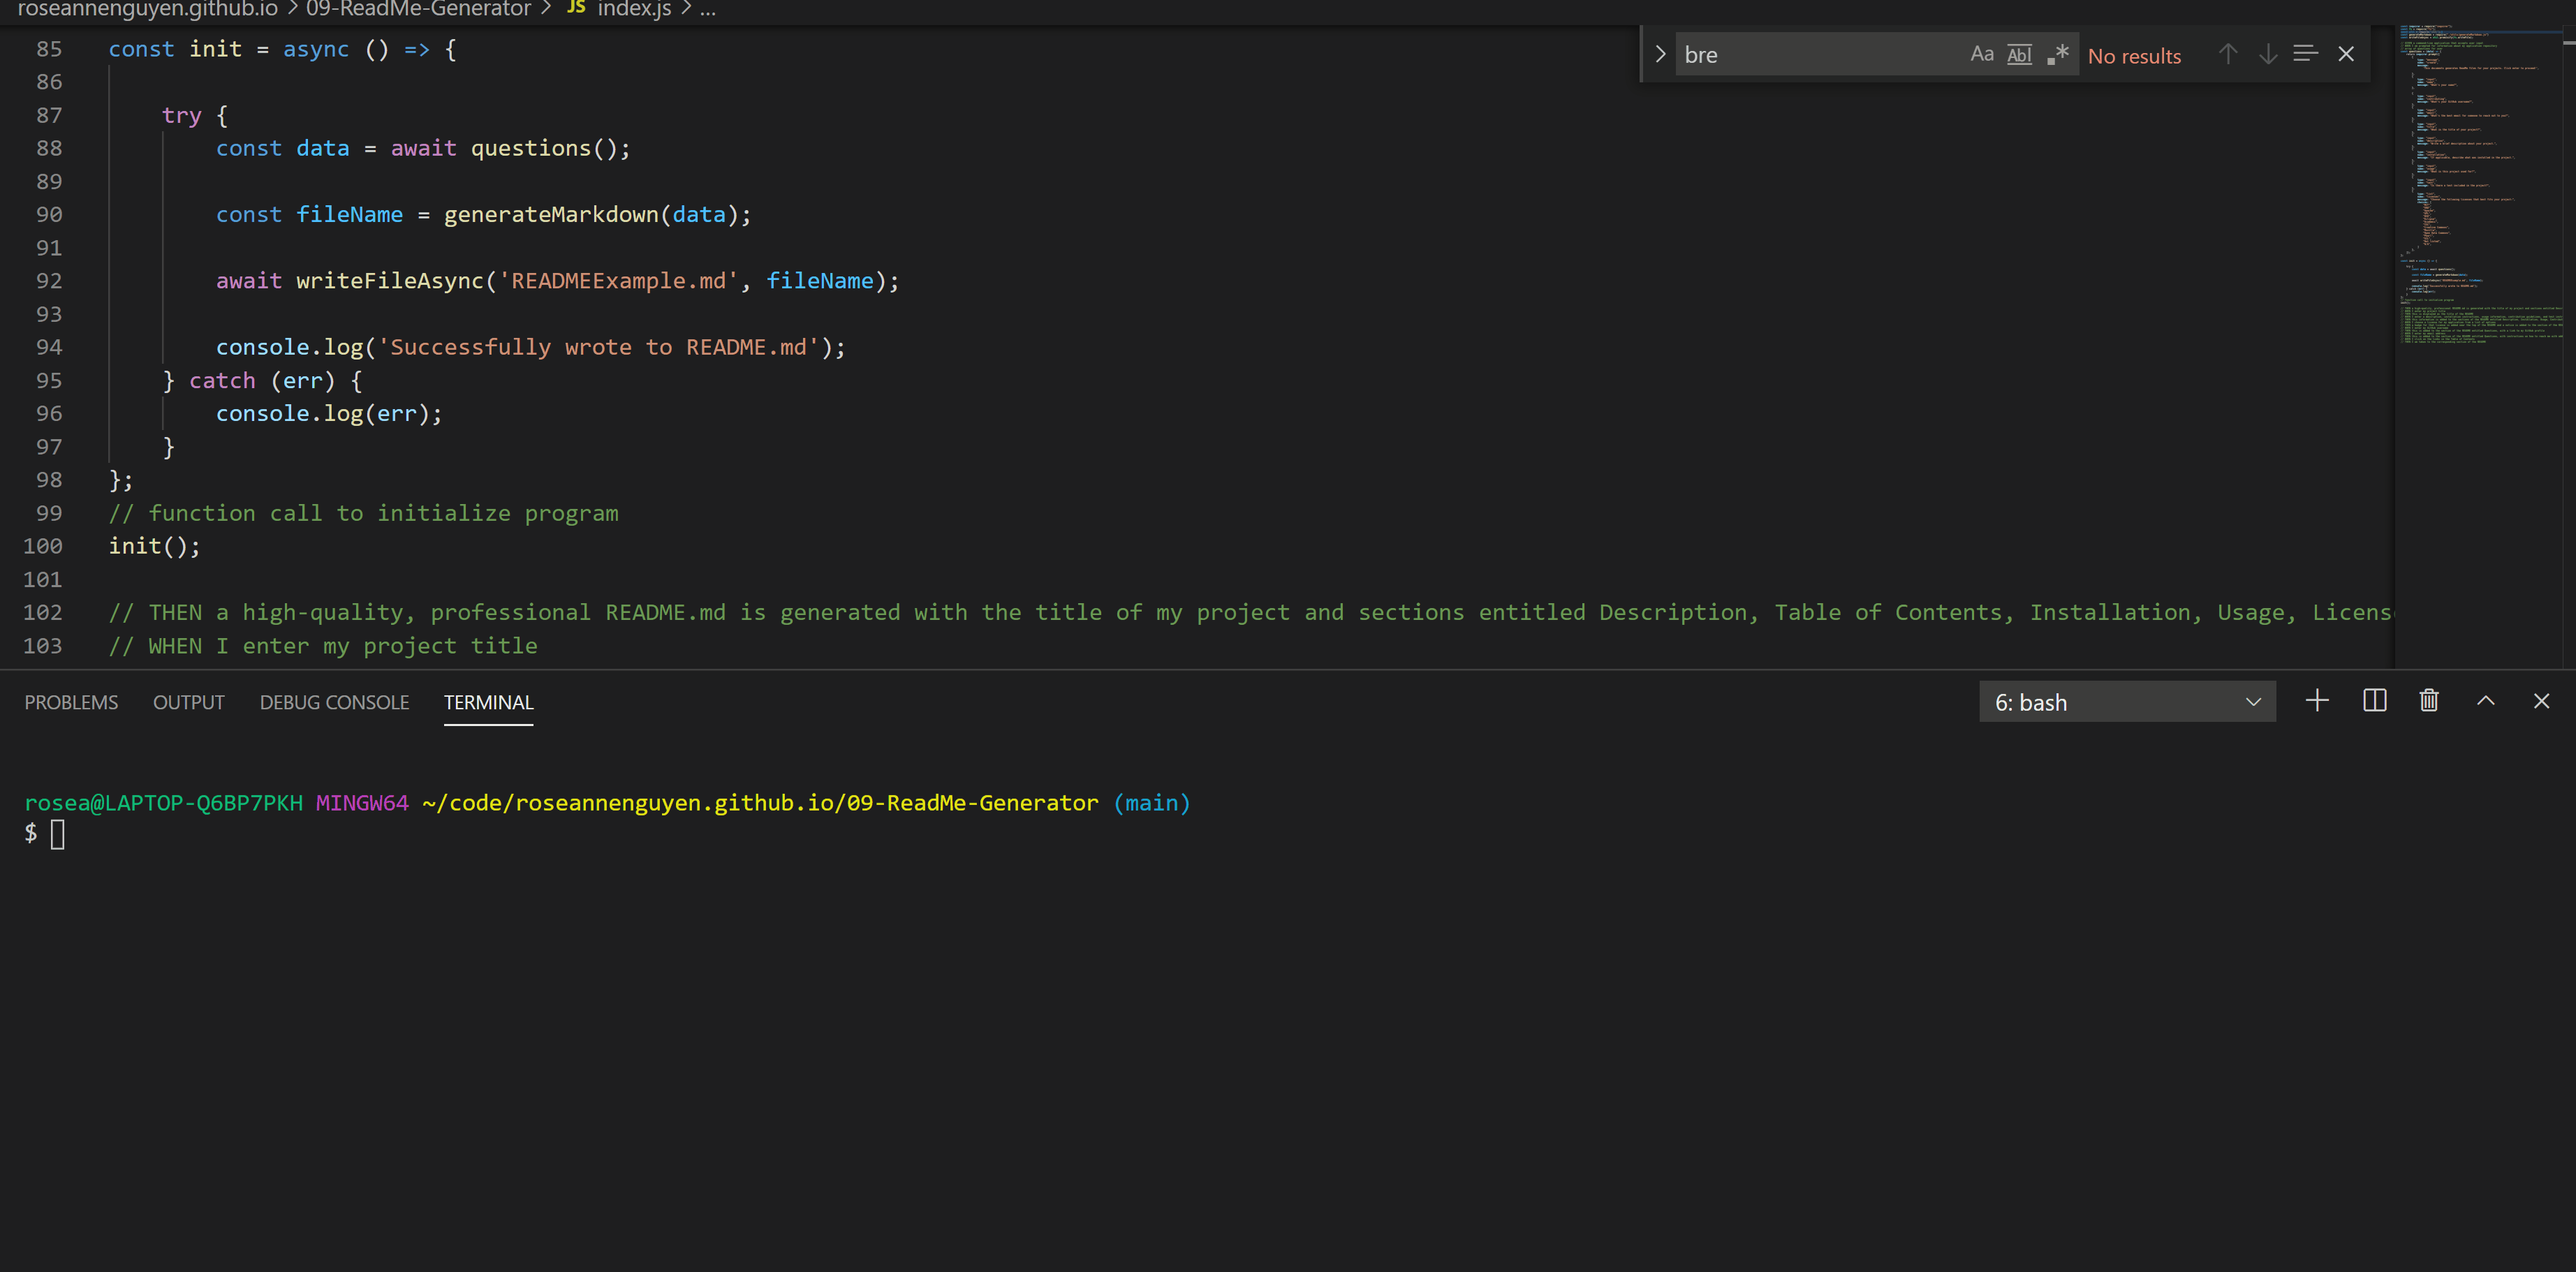 roseannenguyen.github.io > 09-ReadMe-Generator > JS index.js > ...
85 const init = async () => {
bre Aa Abl .* No results
86
87 try {
88 const data = await questions();
89
90 const fileName = generateMarkdown(data);
91
92 await writeFileAsync('READMEExample.md', fileName);
93
94 console.log('Successfully wrote to README.md');
95 } catch (err) {
96 console.log(err);
97 }
98 };
99 // function call to initialize program
100 init();
101
102 // THEN a high-quality, professional README.md is generated with the title of my project and sections entitled Description, Table of Contents, Installation, Usage, Licens
103 // WHEN I enter my project title
PROBLEMS OUTPUT DEBUG CONSOLE TERMINAL 6: bash
rosea@LAPTOP-Q6BP7PKH MINGW64 ~/code/roseannenguyen.github.io/09-ReadMe-Generator (main)
$